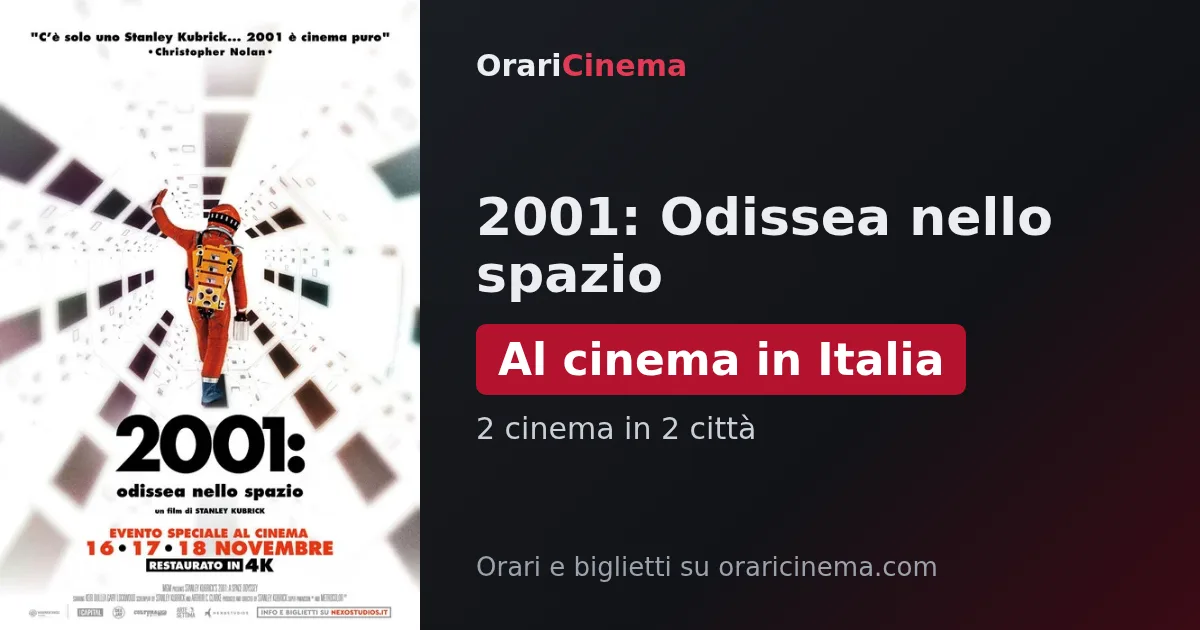 "C'è solo uno Stanley Kubrick... 2001 è cinema puro"
•Christopher Nolan•
2001:
odissea nello spazio
un film di STANLEY KUBRICK
EVENTO SPECIALE AL CINEMA
16•17•18 NOVEMBRE
RESTAURATO IN 4K
INFO E BIGLIETTI SU NEXOSTUDIOS.IT
OrariCinema
2001: Odissea nello
spazio
Al cinema in Italia
2 cinema in 2 città
Orari e biglietti su oraricinema.com